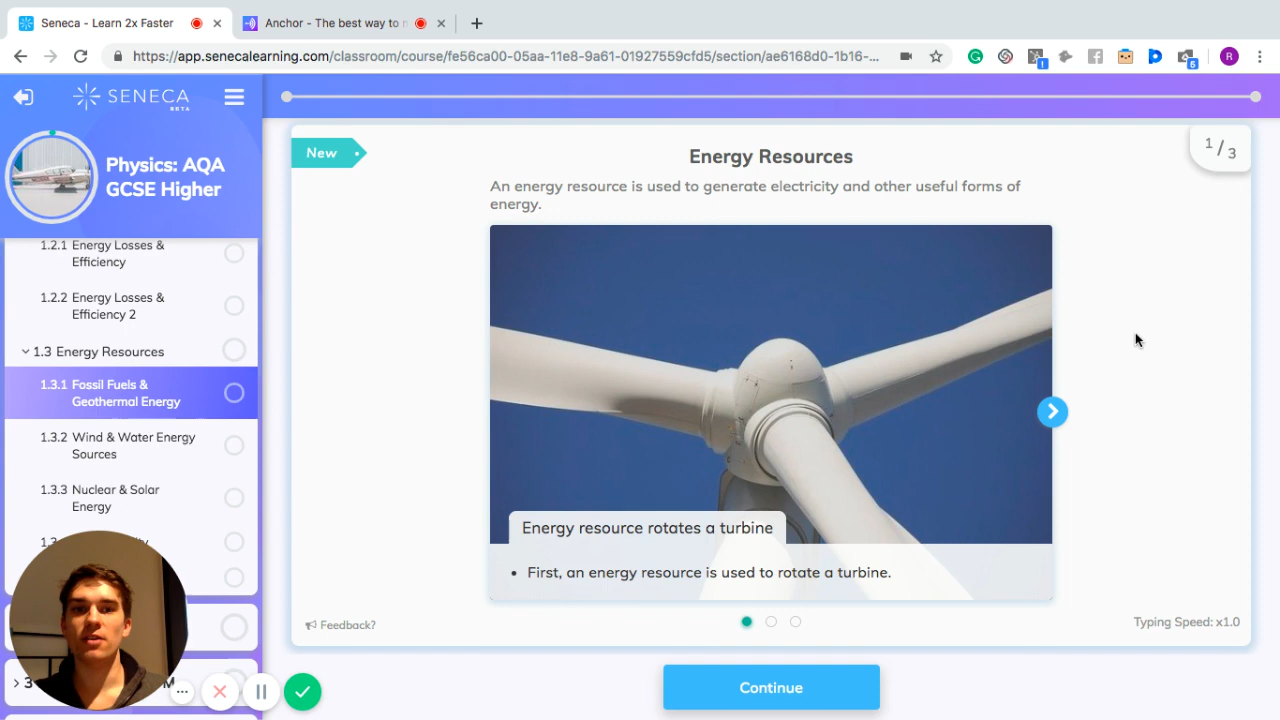 Seneca - Learn 2x Faster
Anchor - The best way to
https://app.senecalearning.com/classroom/course/fe56ca00-05aa-11e8-9a61-01927559cfd5/section/ae6168d0-1b16-...
!
5
R
SENECA
BETA
Physics: AQA
GCSE Higher
1.2.1 Energy Losses &
Efficiency
1.2.2 Energy Losses &
Efficiency 2
1.3 Energy Resources
1.3.1 Fossil Fuels &
Geothermal Energy
1.3.2 Wind & Water Energy
Sources
1.3.3 Nuclear & Solar
Energy
3
New
1 / 3
Energy Resources
An energy resource is used to generate electricity and other useful forms of
energy.
Energy resource rotates a turbine
• First, an energy resource is used to rotate a turbine.
Feedback?
Typing Speed: x1.0
Continue